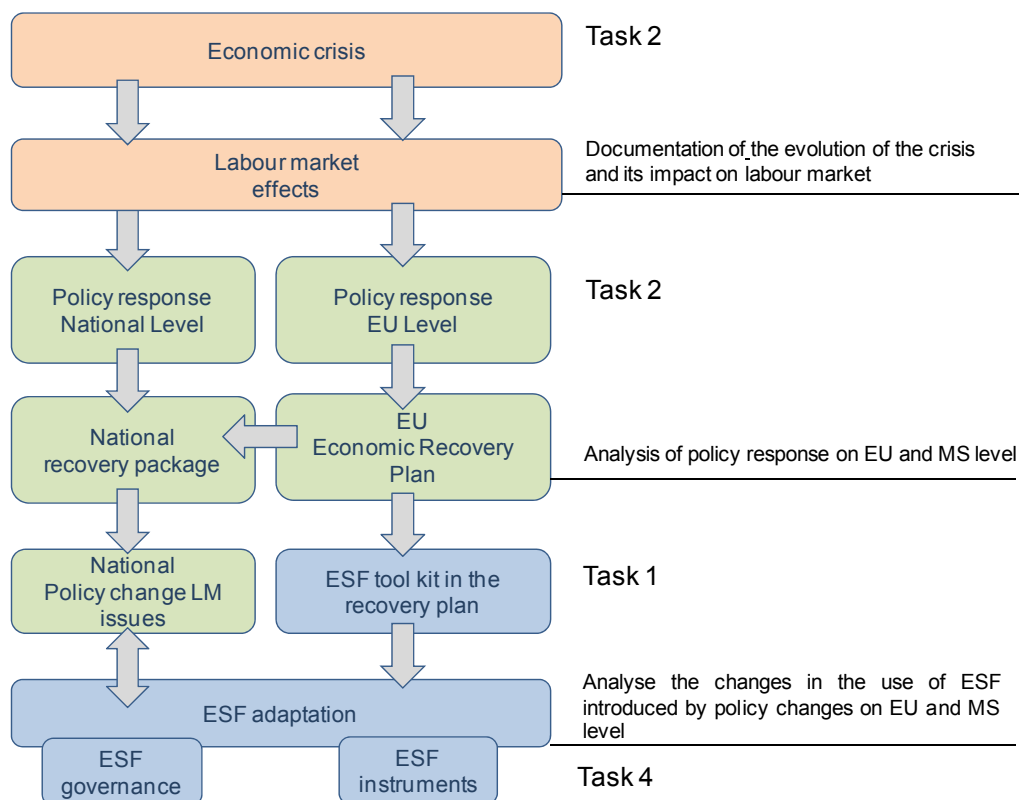 Economic crisis
Task 2
Labour market
effects
Documentation of the evolution of the crisis
and its impact on labour market
Policy response
National Level
Policy response
EU Level
Task 2
National
recovery package
EU
Economic Recovery
Plan
Analysis of policy response on EU and MS level
National
Policy change LM
issues
ESF tool kit in the
recovery plan
Task 1
ESF adaptation
Analyse the changes in the use of ESF
introduced by policy changes on EU and MS
level
ESF
governance
ESF
instruments
Task 4